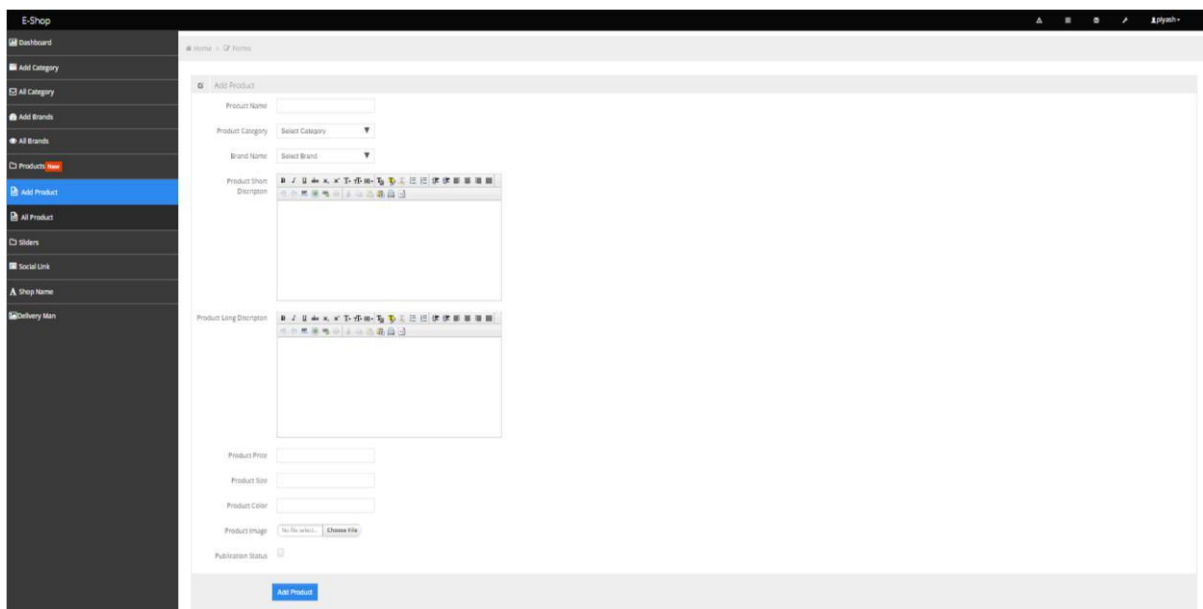 E-Shop
piyash
Dashboard
Home > Forms
Add Category
All Category
Add Brands
All Brands
Products New
Add Product
All Product
Sliders
Social Link
Shop Name
Delivery Man
Add Product
Product Name
Product Category Select Category
Brand Name Select Brand
Product Short
Discription
Product Long Discription
Product Price
Product Size
Product Color
Product Image No file select... Choose File
Publication Status
Add Product